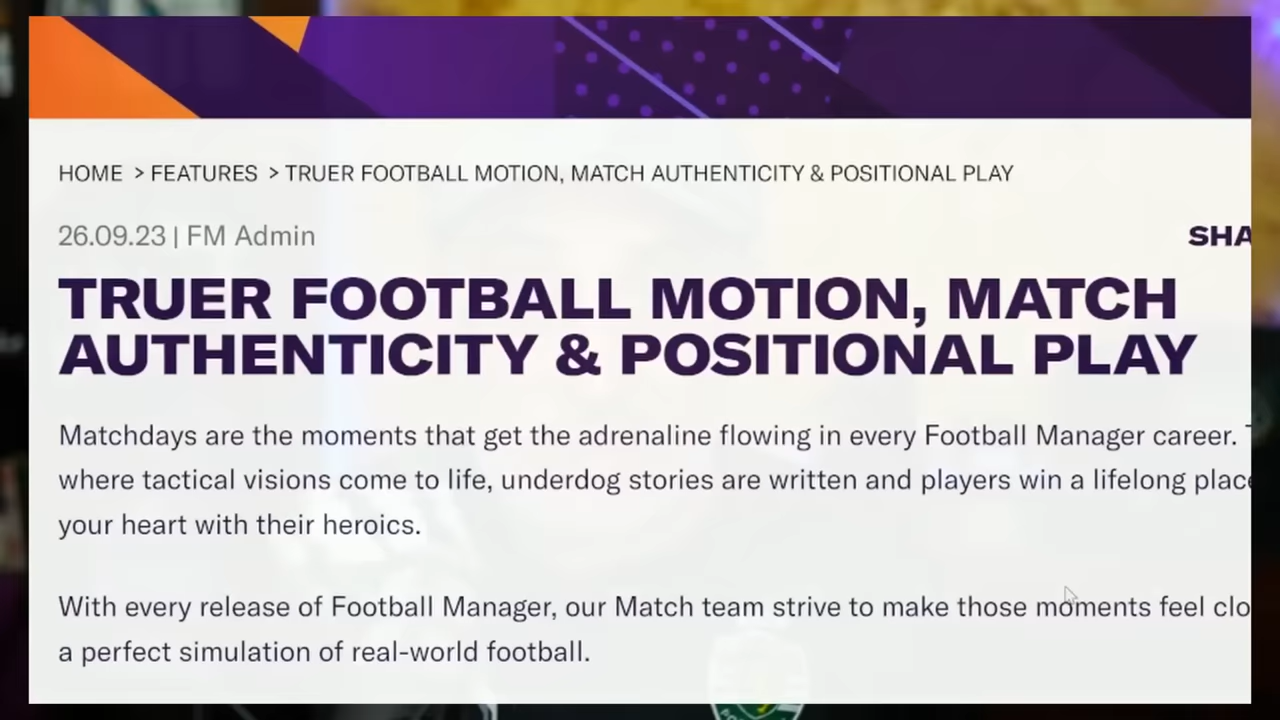 HOME > FEATURES > TRUER FOOTBALL MOTION, MATCH AUTHENTICITY & POSITIONAL PLAY
26.09.23 | FM Admin
SHA
TRUER FOOTBALL MOTION, MATCH
AUTHENTICITY & POSITIONAL PLAY
Matchdays are the moments that get the adrenaline flowing in every Football Manager career.
where tactical visions come to life, underdog stories are written and players win a lifelong place
your heart with their heroics.
With every release of Football Manager, our Match team strive to make those moments feel clo
a perfect simulation of real-world football.